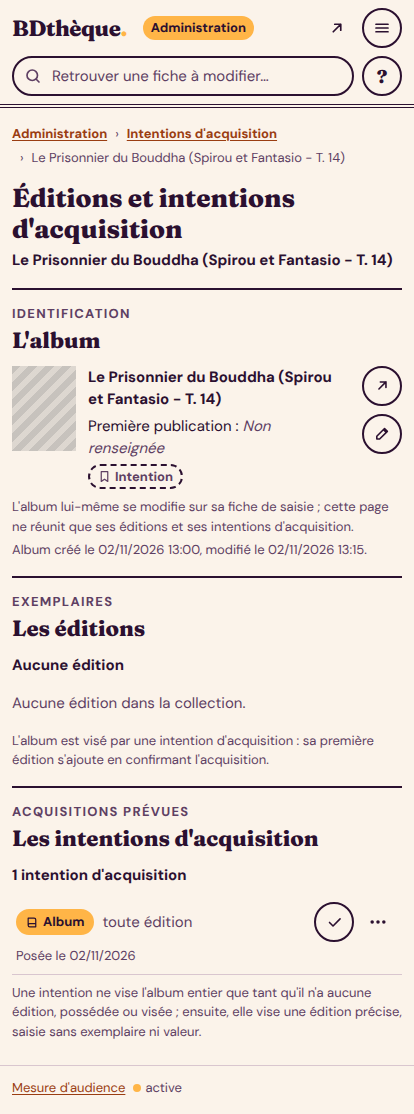 BDthèque. Administration
Retrouver une fiche à modifier… ?
Administration › Intentions d'acquisition
› Le Prisonnier du Bouddha (Spirou et Fantasio – T. 14)
Éditions et intentions
d'acquisition
Le Prisonnier du Bouddha (Spirou et Fantasio – T. 14)
IDENTIFICATION
L'album
Le Prisonnier du Bouddha (Spirou
et Fantasio – T. 14)
Première publication : Non
renseignée
Intention
L'album lui-même se modifie sur sa fiche de saisie ; cette page
ne réunit que ses éditions et ses intentions d'acquisition.
Album créé le 02/11/2026 13:00, modifié le 02/11/2026 13:15.
EXEMPLAIRES
Les éditions
Aucune édition
Aucune édition dans la collection.
L'album est visé par une intention d'acquisition : sa première
édition s'ajoute en confirmant l'acquisition.
ACQUISITIONS PRÉVUES
Les intentions d'acquisition
1 intention d'acquisition
Album toute édition
Posée le 02/11/2026
Une intention ne vise l'album entier que tant qu'il n'a aucune
édition, possédée ou visée ; ensuite, elle vise une édition précise,
saisie sans exemplaire ni valeur.
Mesure d'audience active